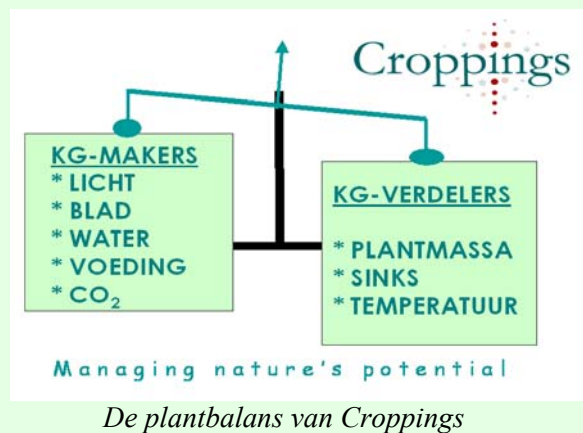 Croppings
KG-MAKERS
* LICHT
* BLAD
* WATER
* VOEDING
* CO₂
KG-VERDELERS
* PLANTMASSA
* SINKS
* TEMPERATUUR
Managing nature's potential
De plantbalans van Croppings